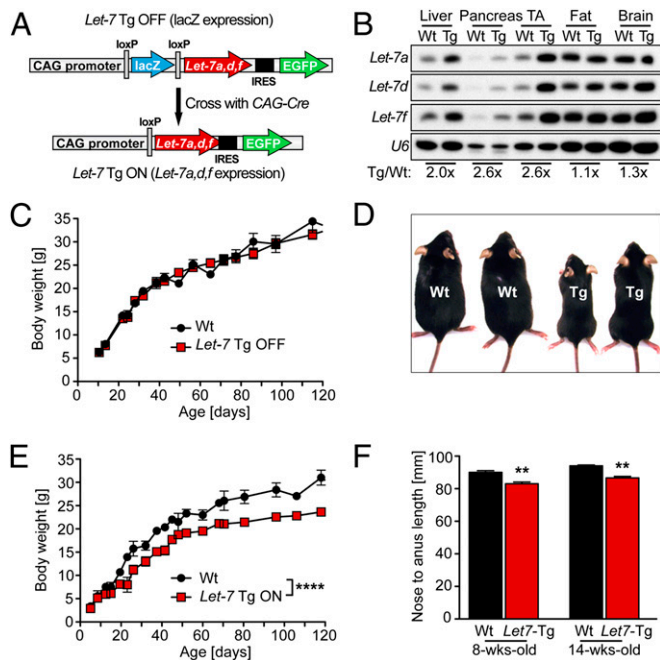 A
Let-7 Tg OFF (lacZ expression)
loxP loxP
CAG promoter lacZ Let-7a,d,f EGFP
IRES
Cross with CAG-Cre
loxP
CAG promoter Let-7a,d,f EGFP
IRES
Let-7 Tg ON (Let-7a,d,f expression)
B
Liver Pancreas TA Fat Brain
Wt Tg Wt Tg Wt Tg Wt Tg Wt Tg
Let-7a
Let-7d
Let-7f
U6
Tg/Wt: 2.0x 2.6x 2.6x 1.1x 1.3x
C
Body weight [g]
35
30
25
20
15
10
5
0
Wt
Let-7 Tg OFF
0 20 40 60 80 100 120
Age [days]
D
Wt Wt Tg Tg
E
Body weight [g]
35
30
25
20
15
10
5
0
Wt
Let-7 Tg ON
****
0 20 40 60 80 100 120
Age [days]
F
Nose to anus length [mm]
100
80
60
40
20
0
** **
Wt Let7-Tg Wt Let7-Tg
8-wks-old 14-wks-old